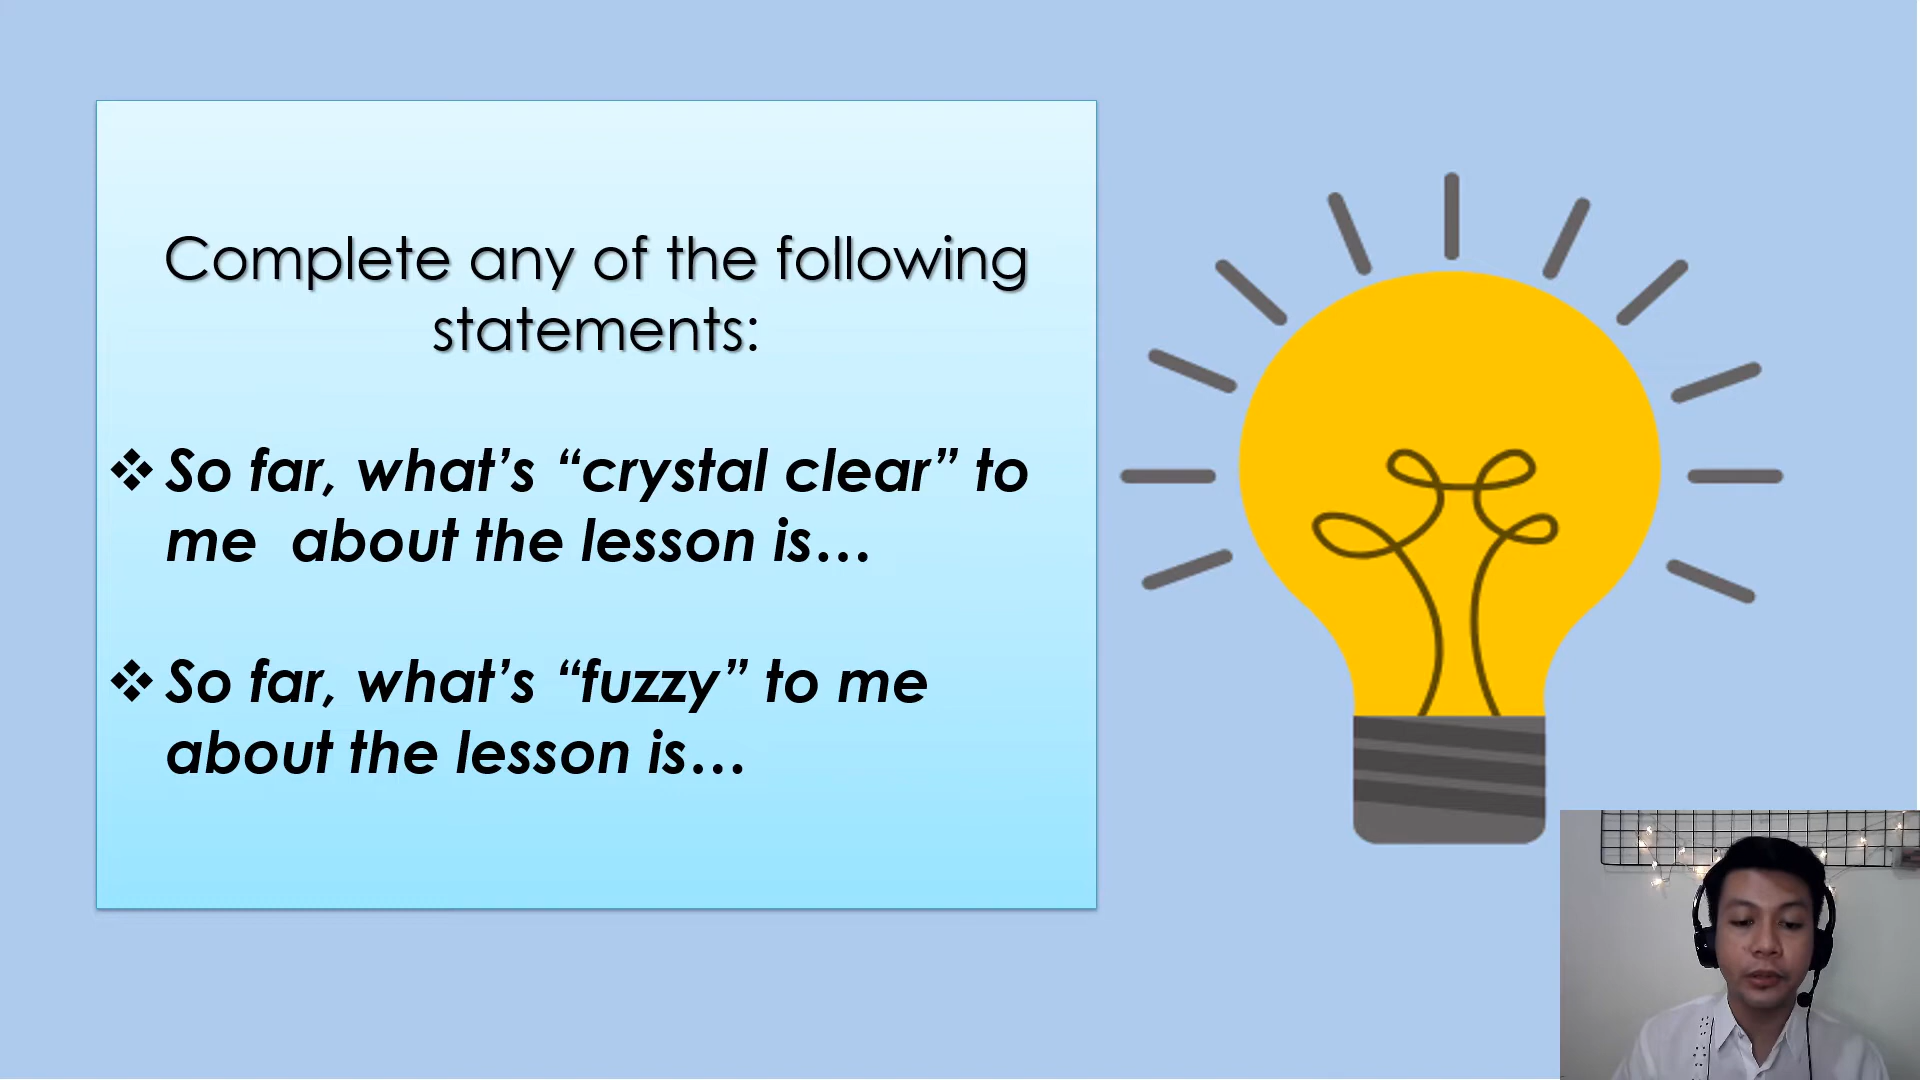 Complete any of the following
statements:
❖ So far, what’s “crystal clear” to
me  about the lesson is…
❖ So far, what’s “fuzzy” to me
about the lesson is…